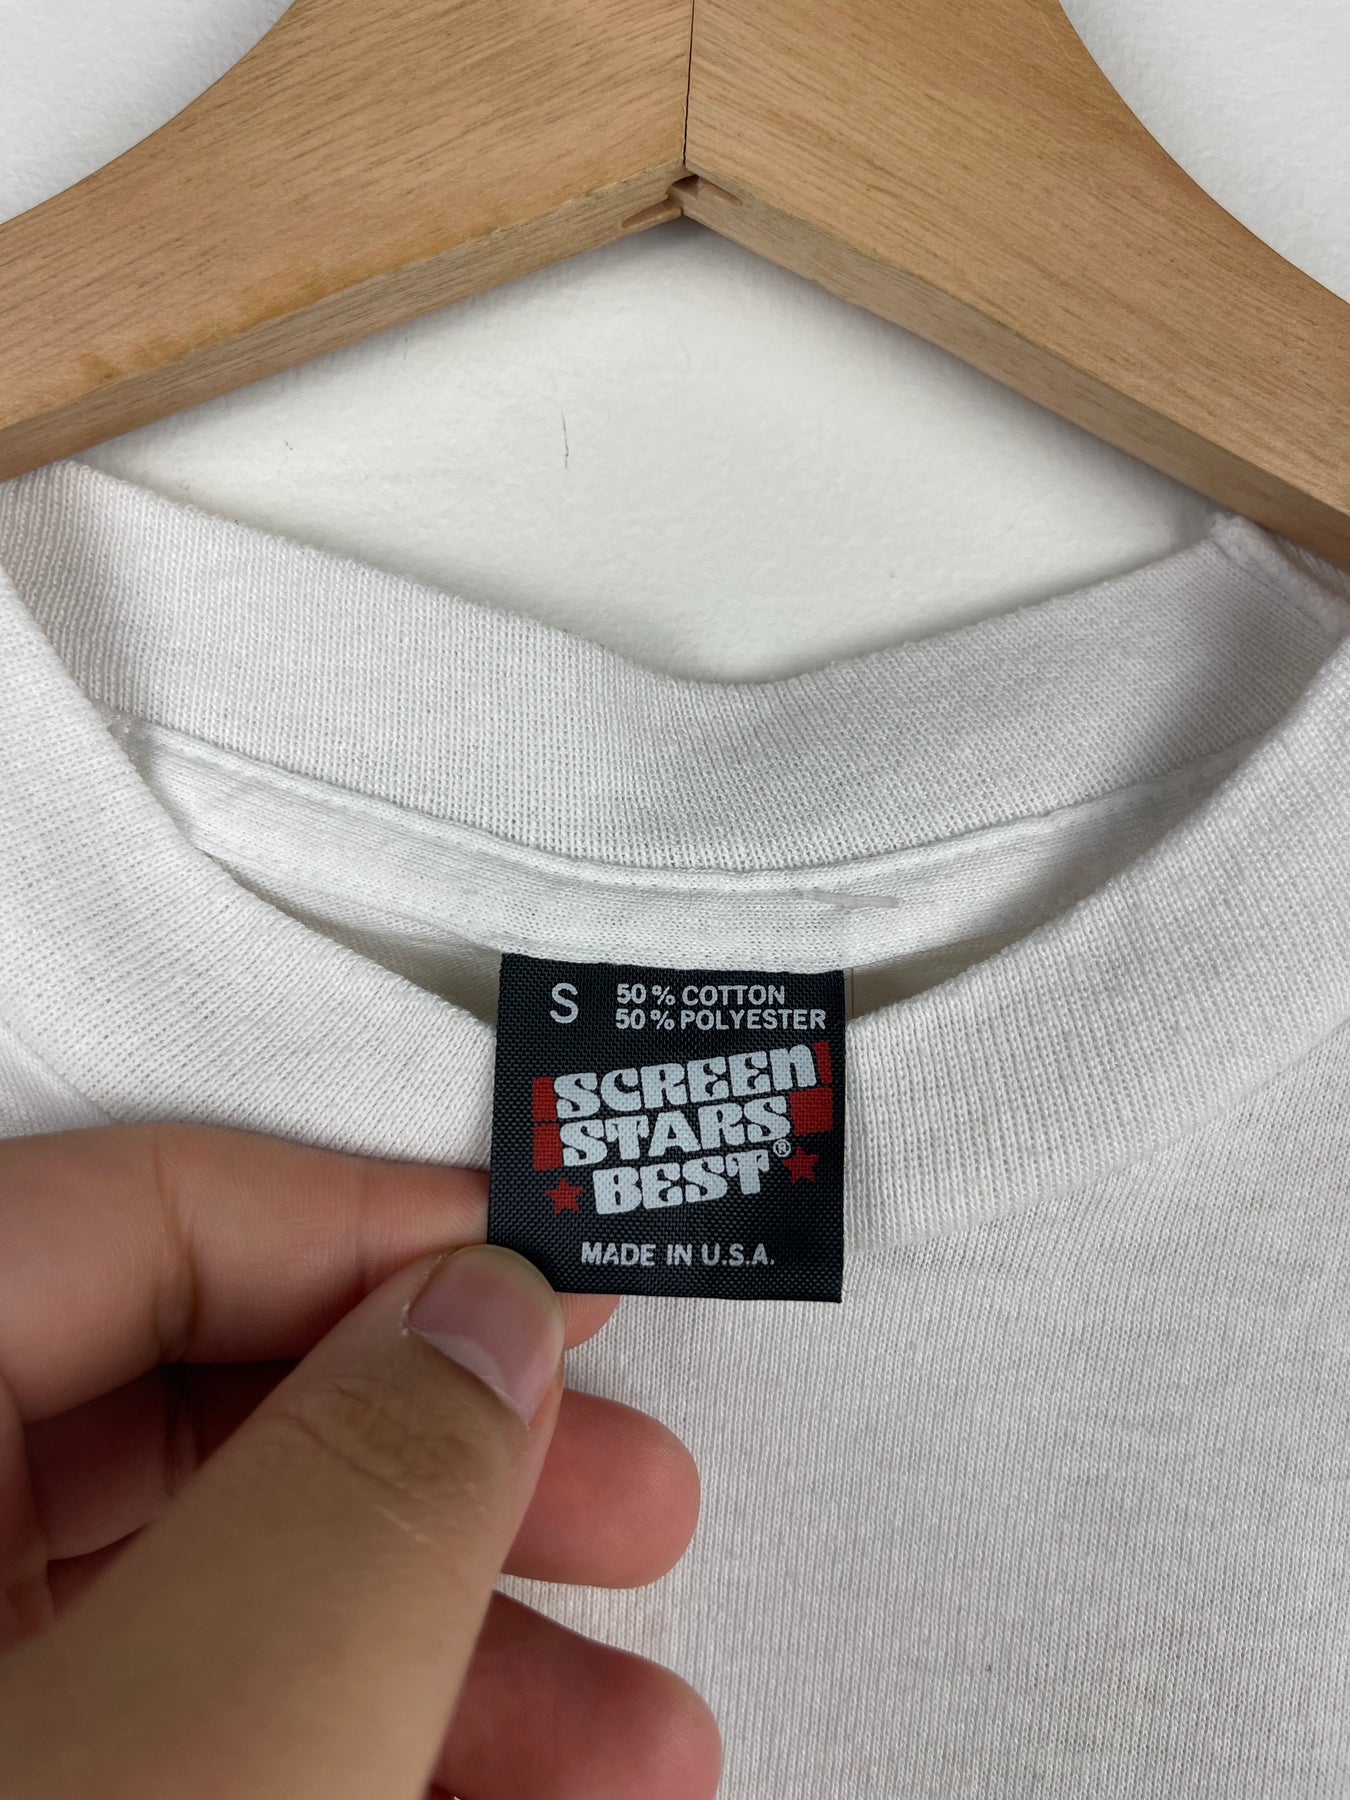 S 50% COTTON
50% POLYESTER
SCREEN
STARS
BEST®
MADE IN U.S.A.